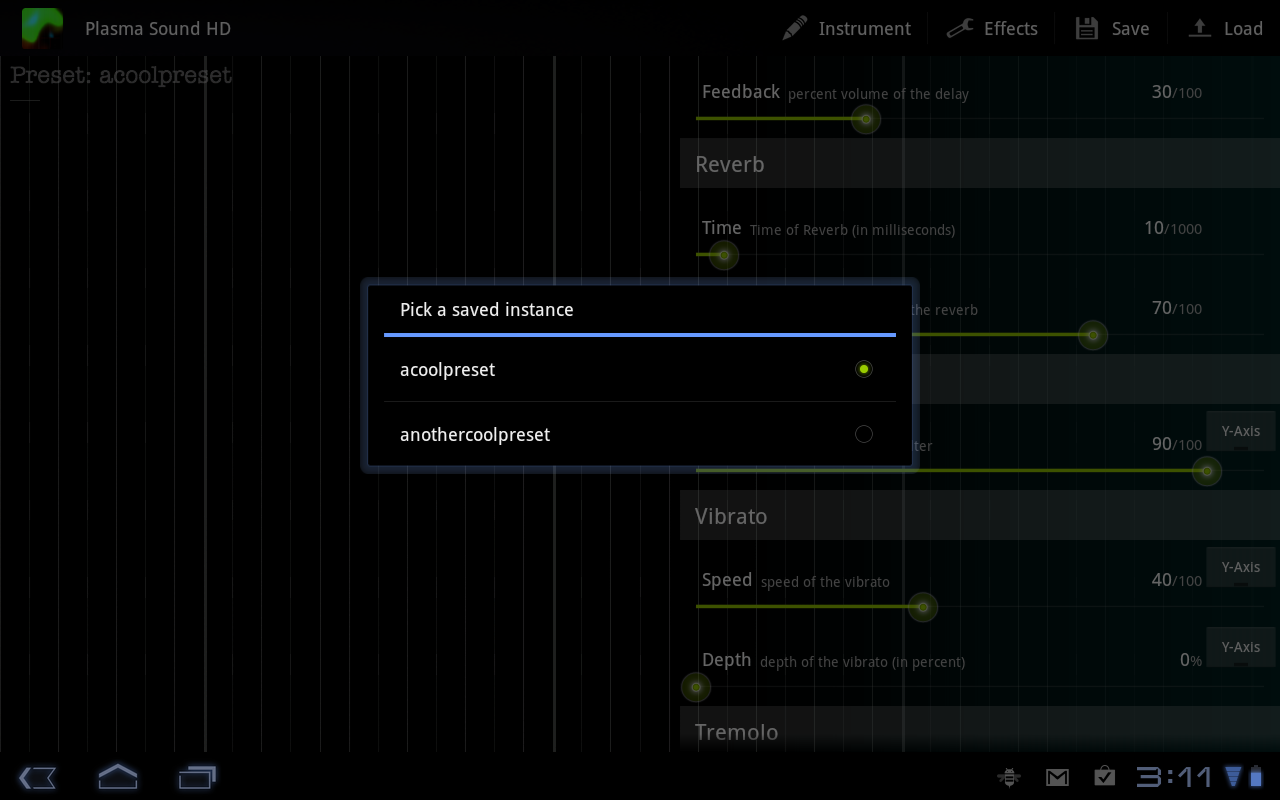 Plasma Sound HD
Instrument
Effects
Save
Load
Preset: acoolpreset
Feedback percent volume of the delay 30/100
Reverb
Time Time of Reverb (in milliseconds) 10/1000
the reverb 70/100
Pick a saved instance
acoolpreset
anothercoolpreset
90/100 Y-Axis
Vibrato
Speed speed of the vibrato 40/100 Y-Axis
Depth depth of the vibrato (in percent) 0% Y-Axis
Tremolo
3:11